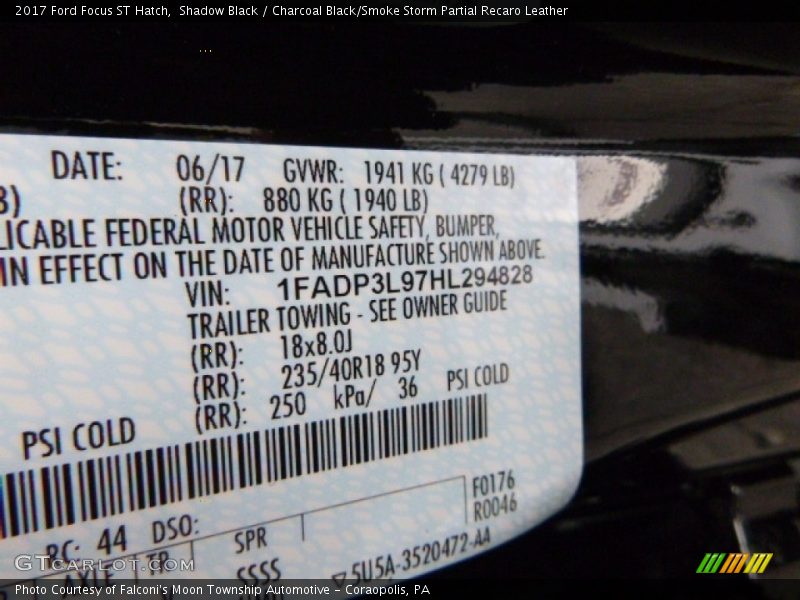 2017 Ford Focus ST Hatch,  Shadow Black / Charcoal Black/Smoke Storm Partial Recaro Leather
DATE: 06/17 GVWR: 1941 KG ( 4279 LB)
(RR): 880 KG ( 1940 LB)
LICABLE FEDERAL MOTOR VEHICLE SAFETY, BUMPER,
IN EFFECT ON THE DATE OF MANUFACTURE SHOWN ABOVE.
VIN: 1FADP3L97HL294828
TRAILER TOWING - SEE OWNER GUIDE
(RR): 18x8.0J
(RR): 235/40R18 95Y
PSI COLD (RR): 250 kPa/ 36 PSI COLD
F0176
R0046
RC: 44 DSO:
AXLE TR SPR
SSSS 5U5A-3520472-AA
GTCarLot.com
Photo Courtesy of Falconi's Moon Township Automotive - Coraopolis, PA